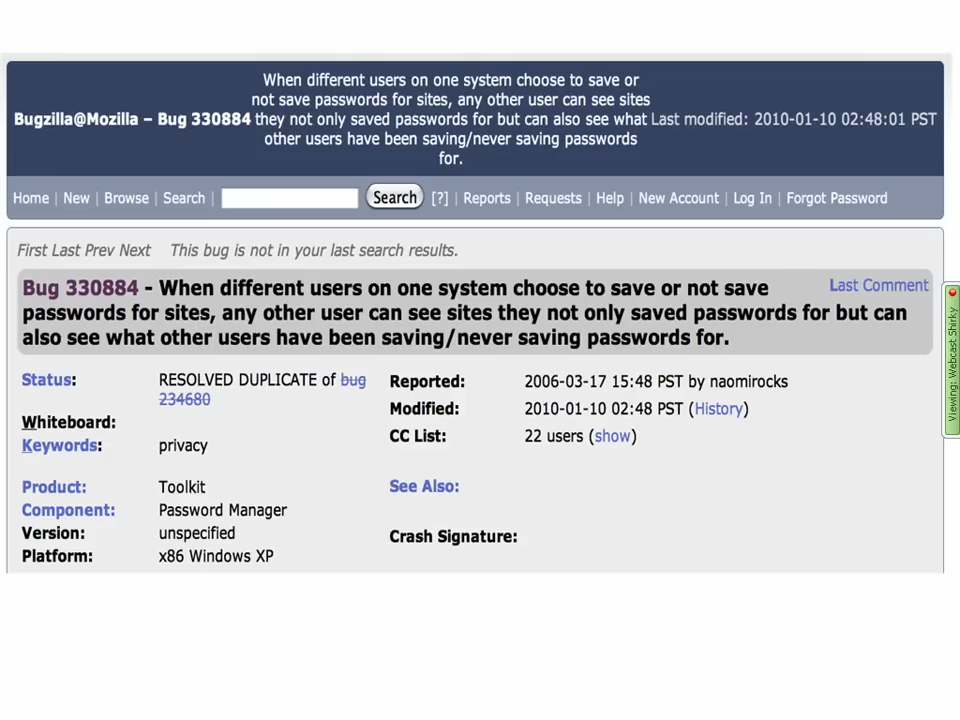 When different users on one system choose to save or
not save passwords for sites, any other user can see sites
Bugzilla@Mozilla – Bug 330884 they not only saved passwords for but can also see what Last modified: 2010-01-10 02:48:01 PST
other users have been saving/never saving passwords
for.
Home | New | Browse | Search | Search [?] | Reports | Requests | Help | New Account | Log In | Forgot Password
First Last Prev Next This bug is not in your last search results.
Bug 330884 - When different users on one system choose to save or not save Last Comment
passwords for sites, any other user can see sites they not only saved passwords for but can
also see what other users have been saving/never saving passwords for.
Status: RESOLVED DUPLICATE of bug
234680
Whiteboard:
Keywords: privacy
Product: Toolkit
Component: Password Manager
Version: unspecified
Platform: x86 Windows XP
Reported: 2006-03-17 15:48 PST by naomirocks
Modified: 2010-01-10 02:48 PST (History)
CC List: 22 users (show)
See Also:
Crash Signature:
Viewing: Webcast Shirky